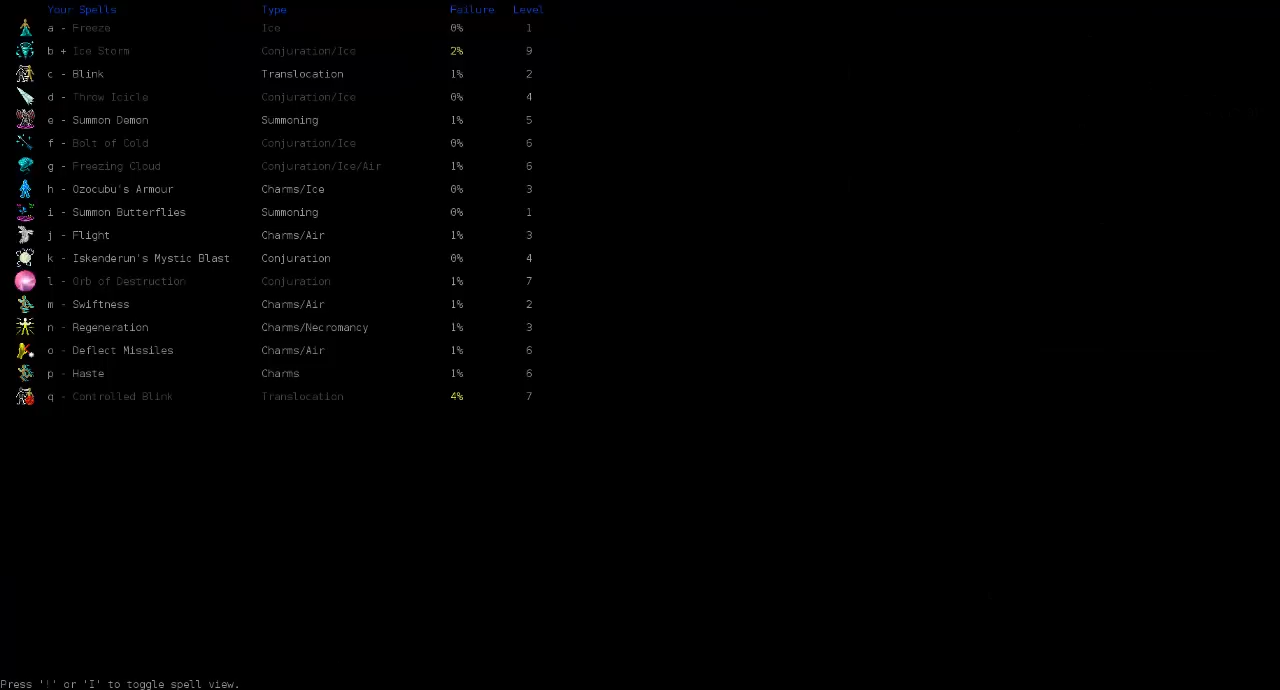 Your Spells Type Failure Level
a - Freeze Ice 0% 1
b + Ice Storm Conjuration/Ice 2% 9
c - Blink Translocation 1% 2
d - Throw Icicle Conjuration/Ice 0% 4
e - Summon Demon Summoning 1% 5
f - Bolt of Cold Conjuration/Ice 0% 6
g - Freezing Cloud Conjuration/Ice/Air 1% 6
h - Ozocubu's Armour Charms/Ice 0% 3
i - Summon Butterflies Summoning 0% 1
j - Flight Charms/Air 1% 3
k - Iskenderun's Mystic Blast Conjuration 0% 4
l - Orb of Destruction Conjuration 1% 7
m - Swiftness Charms/Air 1% 2
n - Regeneration Charms/Necromancy 1% 3
o - Deflect Missiles Charms/Air 1% 6
p - Haste Charms 1% 6
q - Controlled Blink Translocation 4% 7
Press '!' or 'I' to toggle spell view.